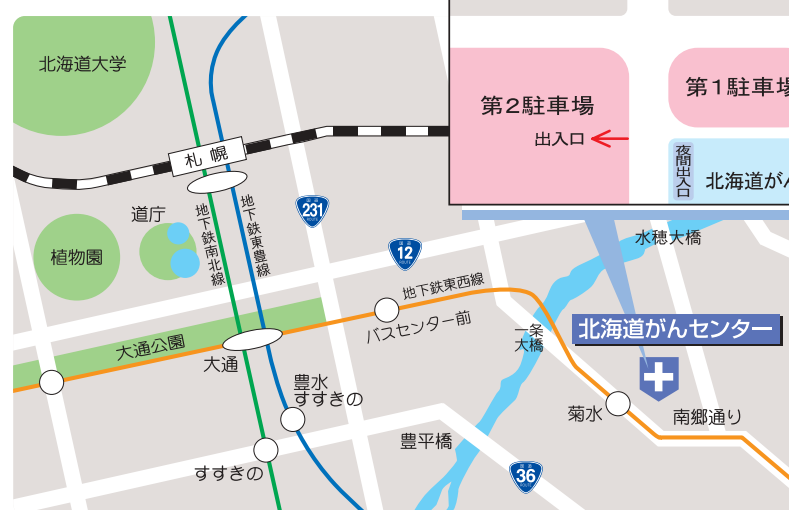 北海道大学
札幌
道庁
植物園
地下鉄南北線
地下鉄東豊線
231
12
地下鉄東西線
バスセンター前
大通公園
大通
豊水
すすきの
すすきの
豊平橋
36
一条
大橋
水穂大橋
北海道がんセンター
菊水
南郷通り
第2駐車場
出入口
第1駐車場
夜間出入口
北海道がん